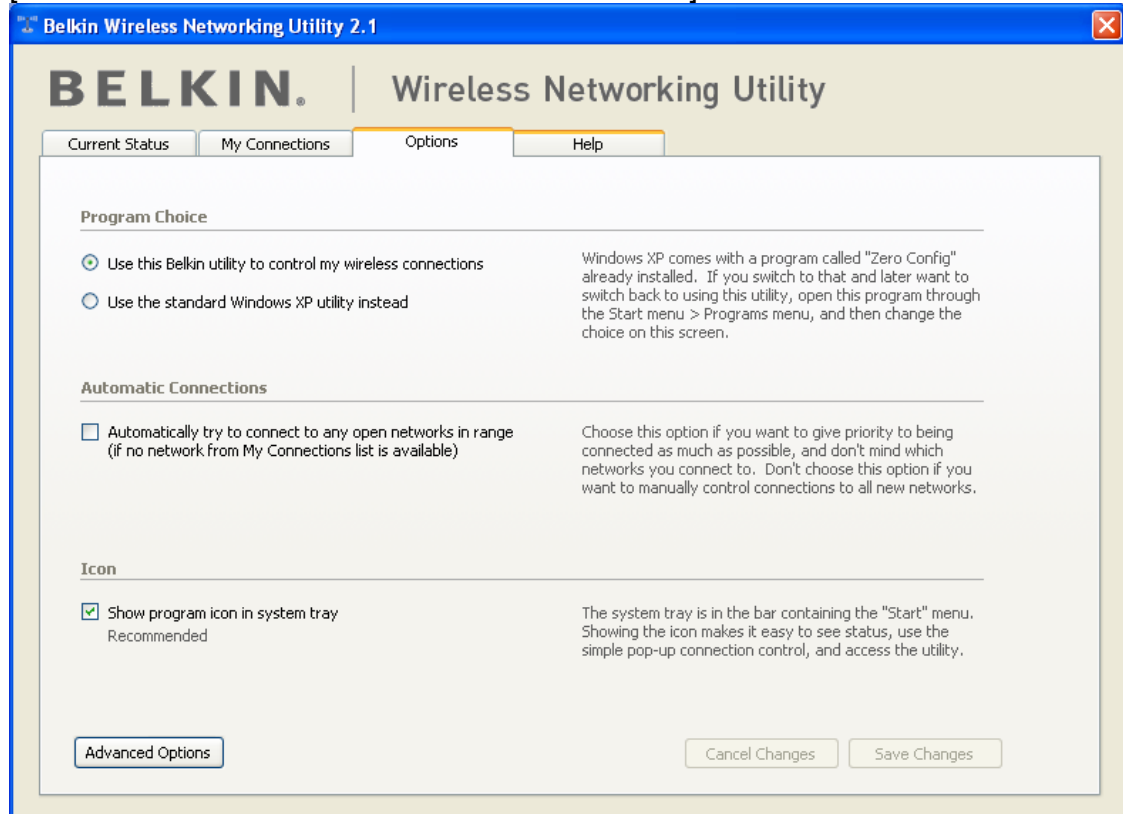 Belkin Wireless Networking Utility 2.1
BELKIN. Wireless Networking Utility
Current Status My Connections Options Help
Program Choice
Use this Belkin utility to control my wireless connections
Use the standard Windows XP utility instead
Windows XP comes with a program called "Zero Config"
already installed. If you switch to that and later want to
switch back to using this utility, open this program through
the Start menu > Programs menu, and then change the
choice on this screen.
Automatic Connections
Automatically try to connect to any open networks in range
(if no network from My Connections list is available)
Choose this option if you want to give priority to being
connected as much as possible, and don't mind which
networks you connect to. Don't choose this option if you
want to manually control connections to all new networks.
Icon
Show program icon in system tray
Recommended
The system tray is in the bar containing the "Start" menu.
Showing the icon makes it easy to see status, use the
simple pop-up connection control, and access the utility.
Advanced Options Cancel Changes Save Changes